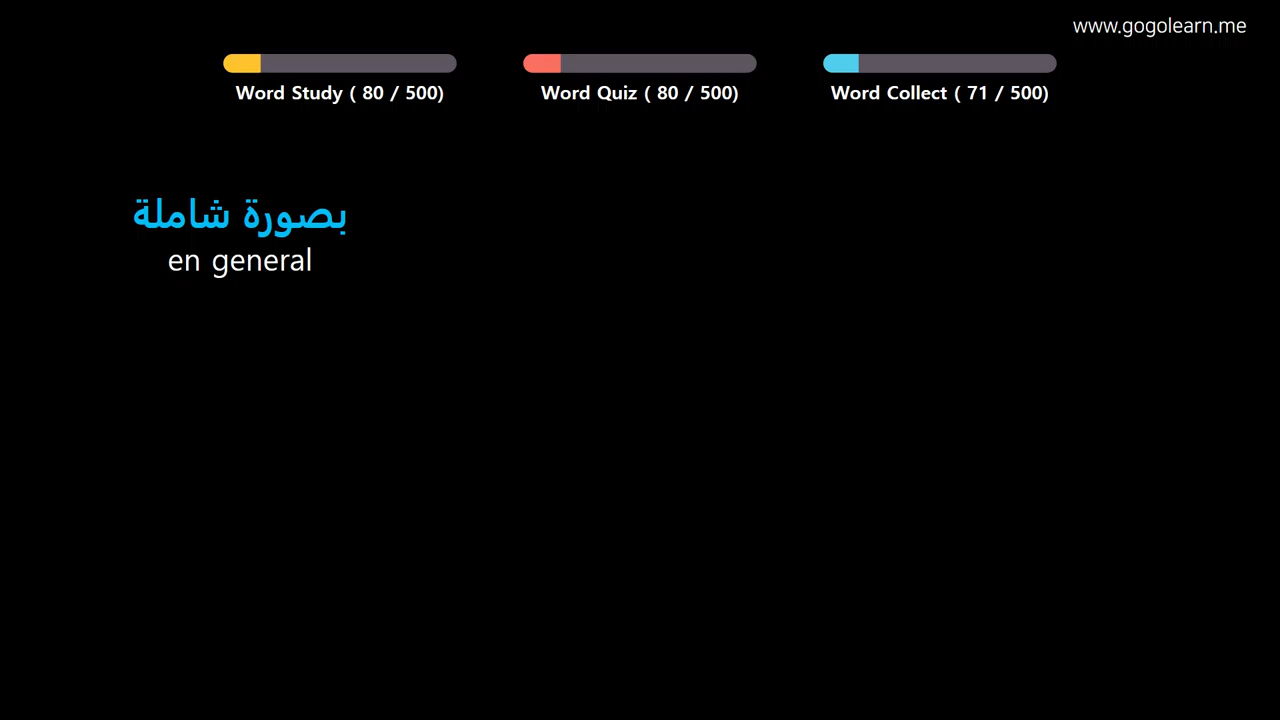 www.gogolearn.me
Word Study ( 80 / 500)
Word Quiz ( 80 / 500)
Word Collect ( 71 / 500)
بصورة شاملة
en general